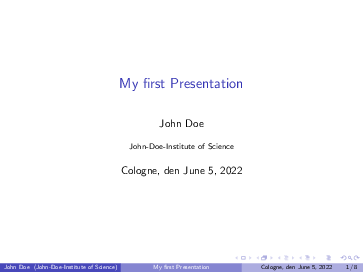 My first Presentation
John Doe
John-Doe-Institute of Science
Cologne, den June 5, 2022
John Doe (John-Doe-Institute of Science) My first Presentation Cologne, den June 5, 2022 1 / 6